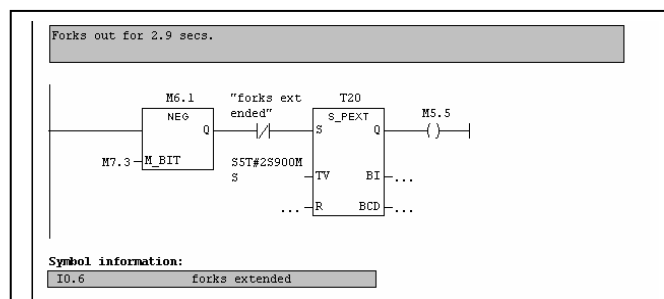 Forks out for 2.9 secs.
M6.1 "forks ext T20
ended" M5.5
NEG S_PEXT
Q S Q
M7.3 M_BIT S5T#2S900M
S TV BI ...
... R BCD ...
Symbol information:
I0.6 forks extended